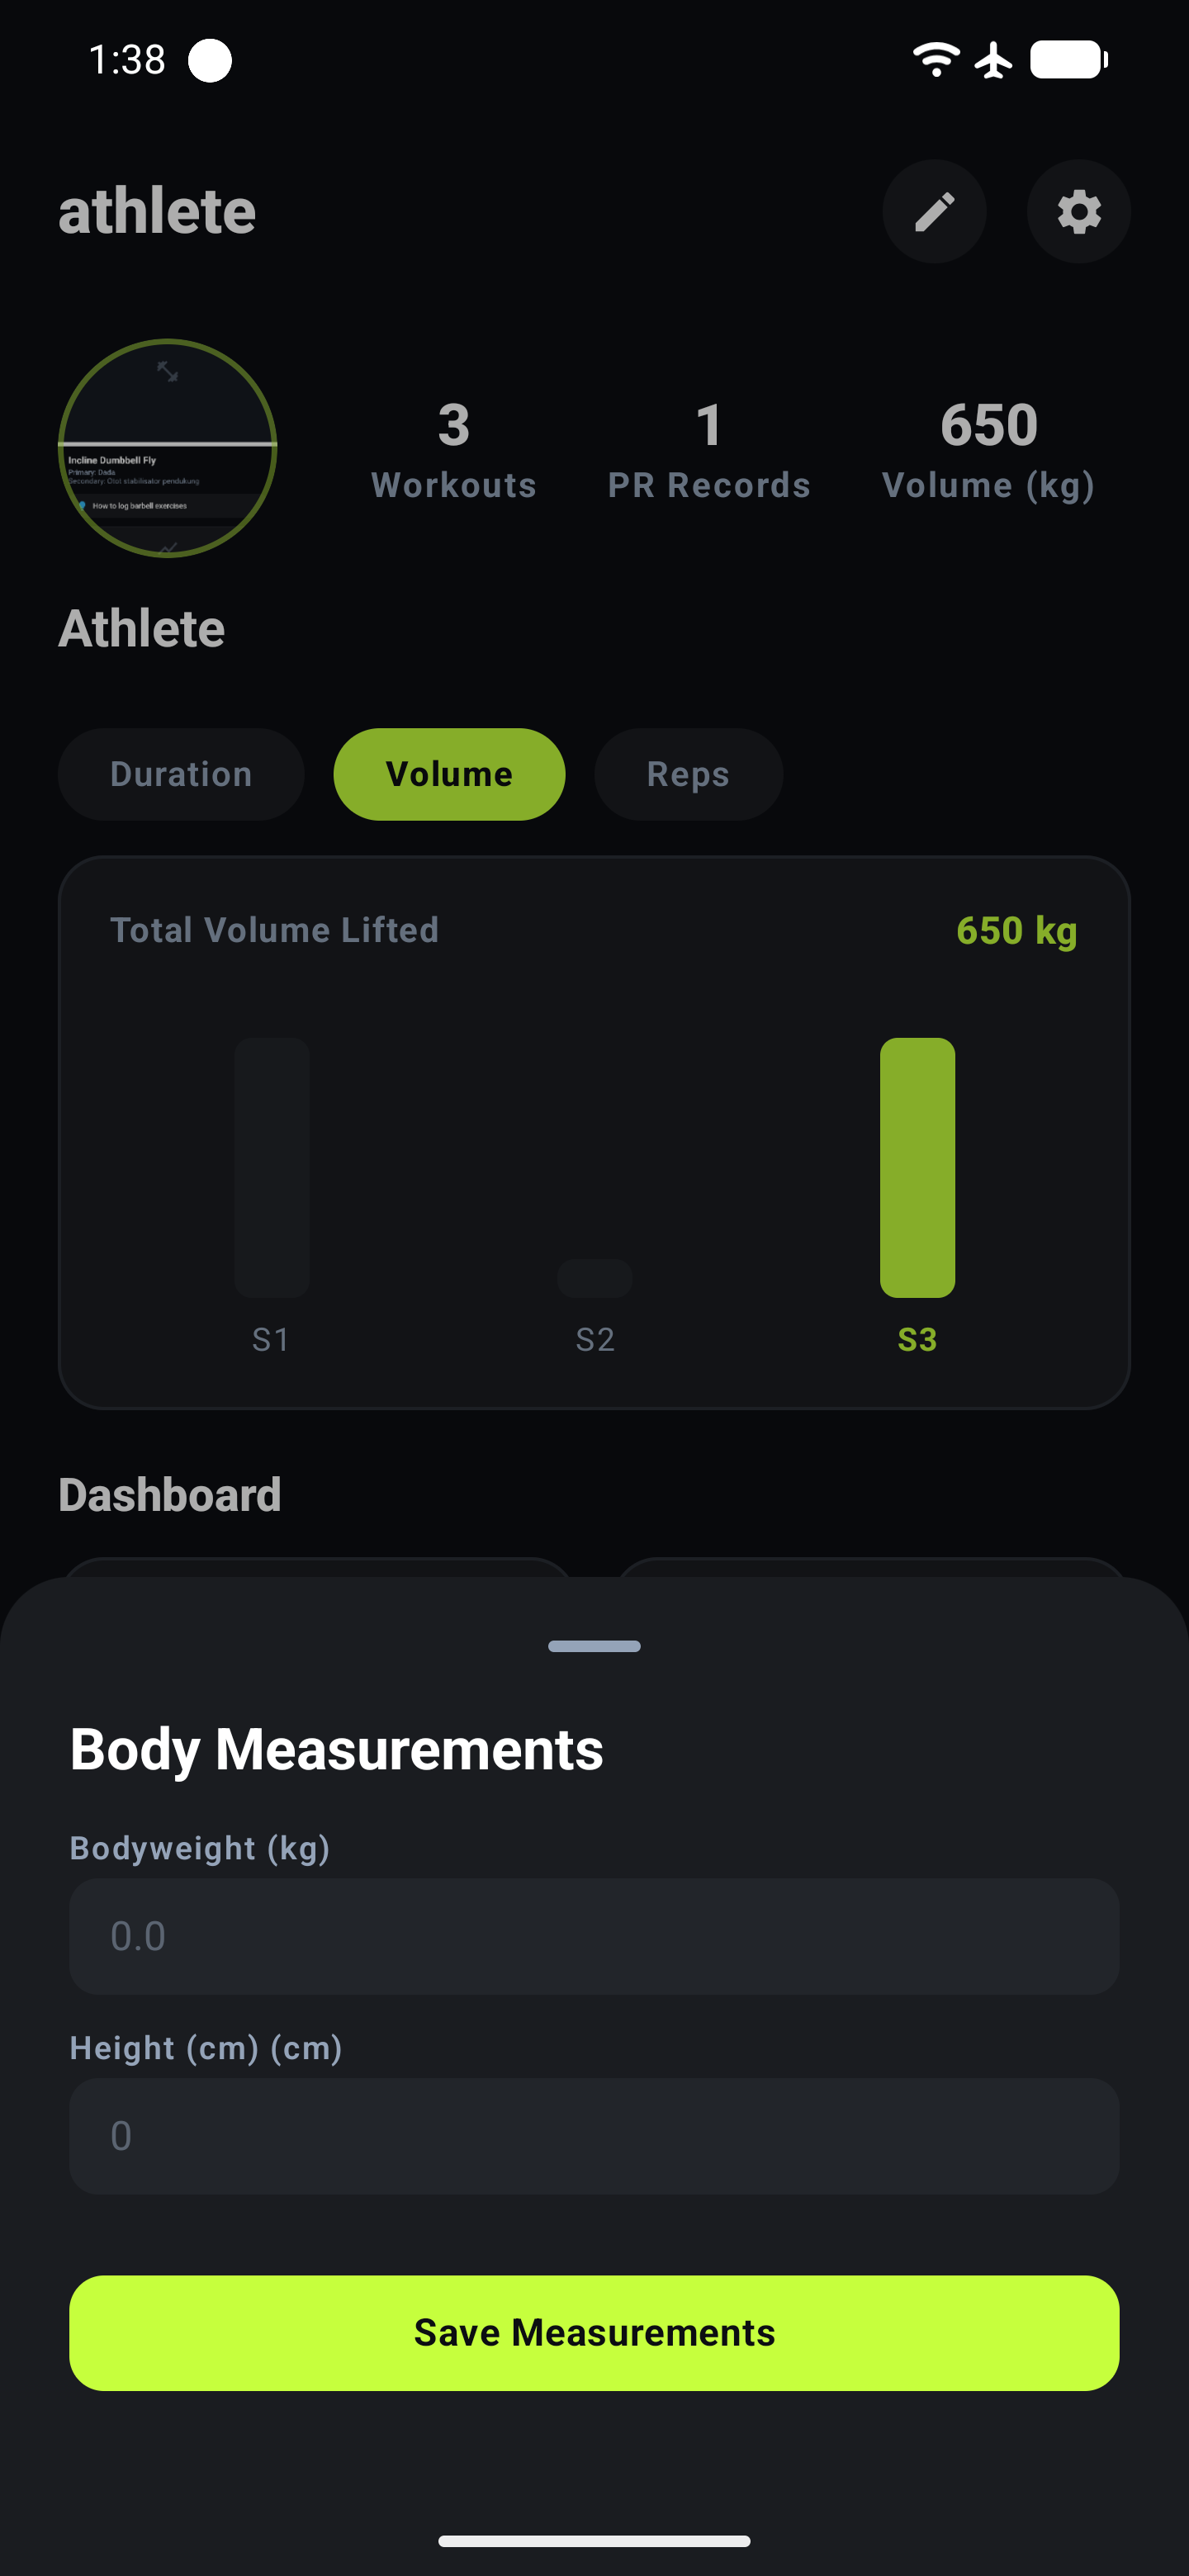 1:38
athlete
Incline Dumbbell Fly
Primary: Dada
Secondary: Otot stabilisator pendukung
How to log barbell exercises
3
Workouts
1
PR Records
650
Volume (kg)
Athlete
Duration
Volume
Reps
Total Volume Lifted
650 kg
S1
S2
S3
Dashboard
Body Measurements
Bodyweight (kg)
0.0
Height (cm) (cm)
0
Save Measurements